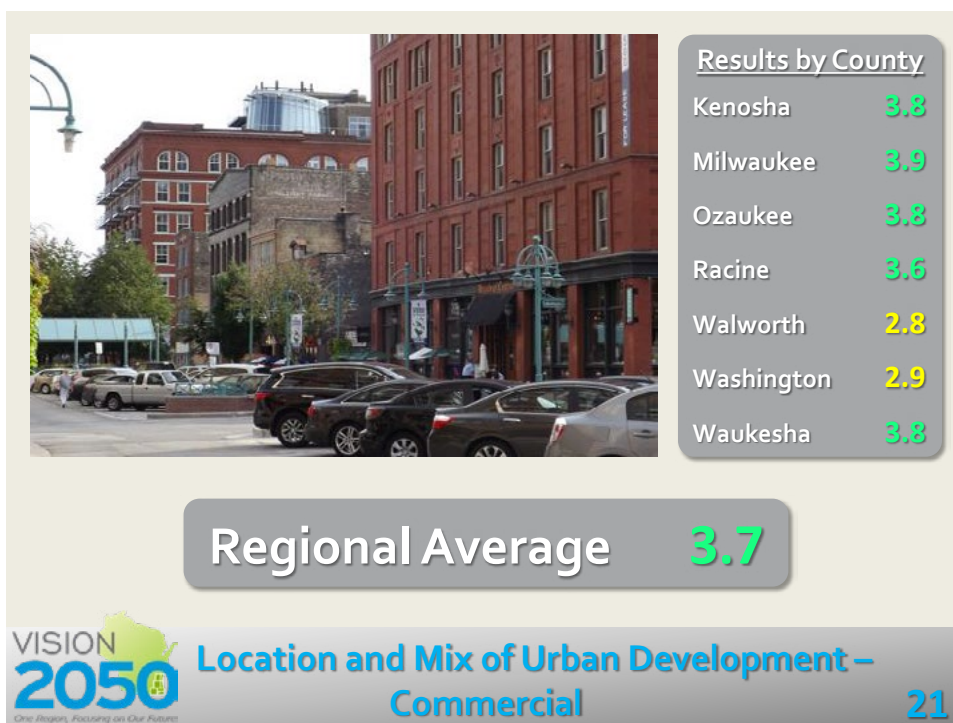 Results by County
Kenosha 3.8
Milwaukee 3.9
Ozaukee 3.8
Racine 3.6
Walworth 2.8
Washington 2.9
Waukesha 3.8
FOR LEASE
Regional Average 3.7
VISION
2050
One Region, Focusing on Our Future
Location and Mix of Urban Development –
Commercial
21